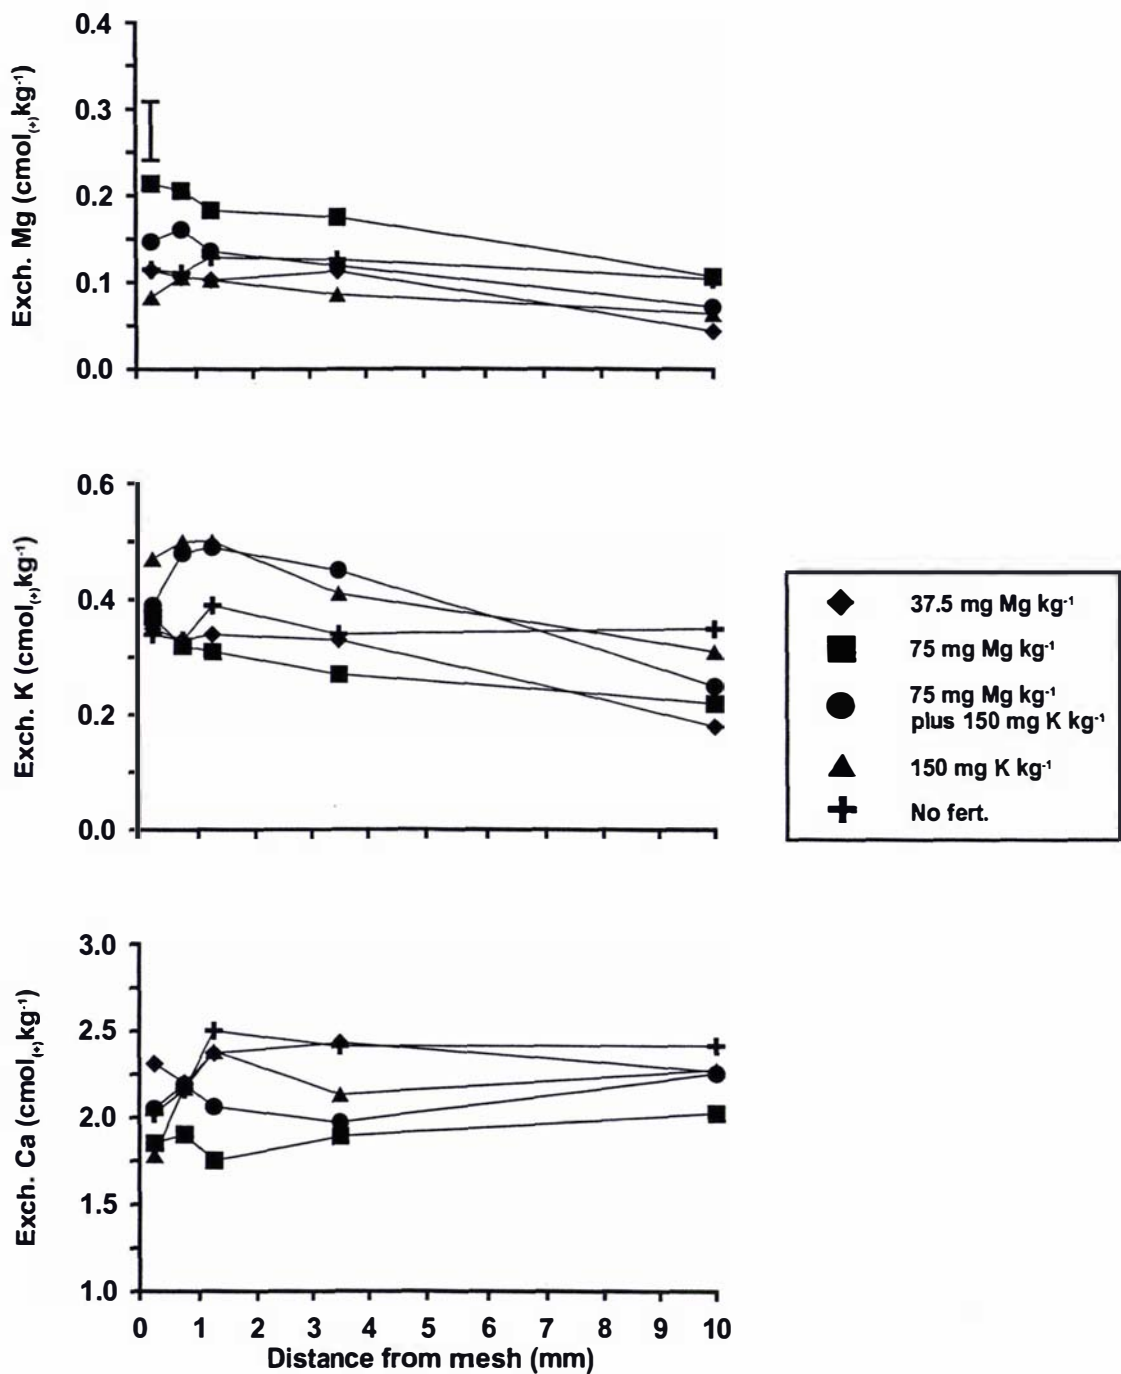 Exch. Mg (cmol₍₊₎kg⁻¹)
0.4
0.3
0.2
0.1
0.0
Exch. K (cmol₍₊₎kg⁻¹)
0.6
0.4
0.2
0.0
37.5 mg Mg kg⁻¹
75 mg Mg kg⁻¹
75 mg Mg kg⁻¹
plus 150 mg K kg⁻¹
150 mg K kg⁻¹
No fert.
Exch. Ca (cmol₍₊₎kg⁻¹)
3.0
2.5
2.0
1.5
1.0
0 1 2 3 4 5 6 7 8 9 10
Distance from mesh (mm)